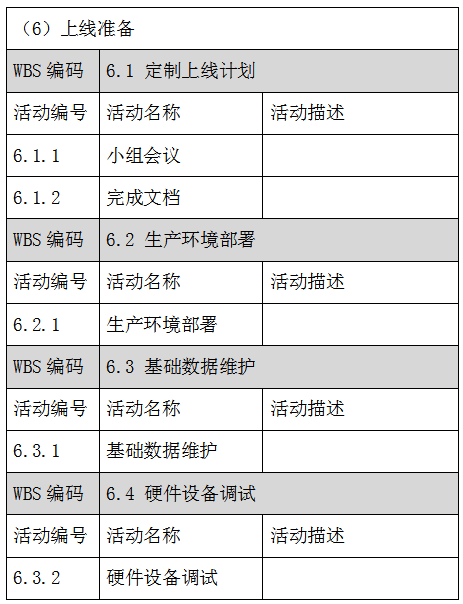 （6）上线准备
WBS 编码 6.1 定制上线计划
活动编号 活动名称 活动描述
6.1.1 小组会议
6.1.2 完成文档
WBS 编码 6.2 生产环境部署
活动编号 活动名称 活动描述
6.2.1 生产环境部署
WBS 编码 6.3 基础数据维护
活动编号 活动名称 活动描述
6.3.1 基础数据维护
WBS 编码 6.4 硬件设备调试
活动编号 活动名称 活动描述
6.3.2 硬件设备调试